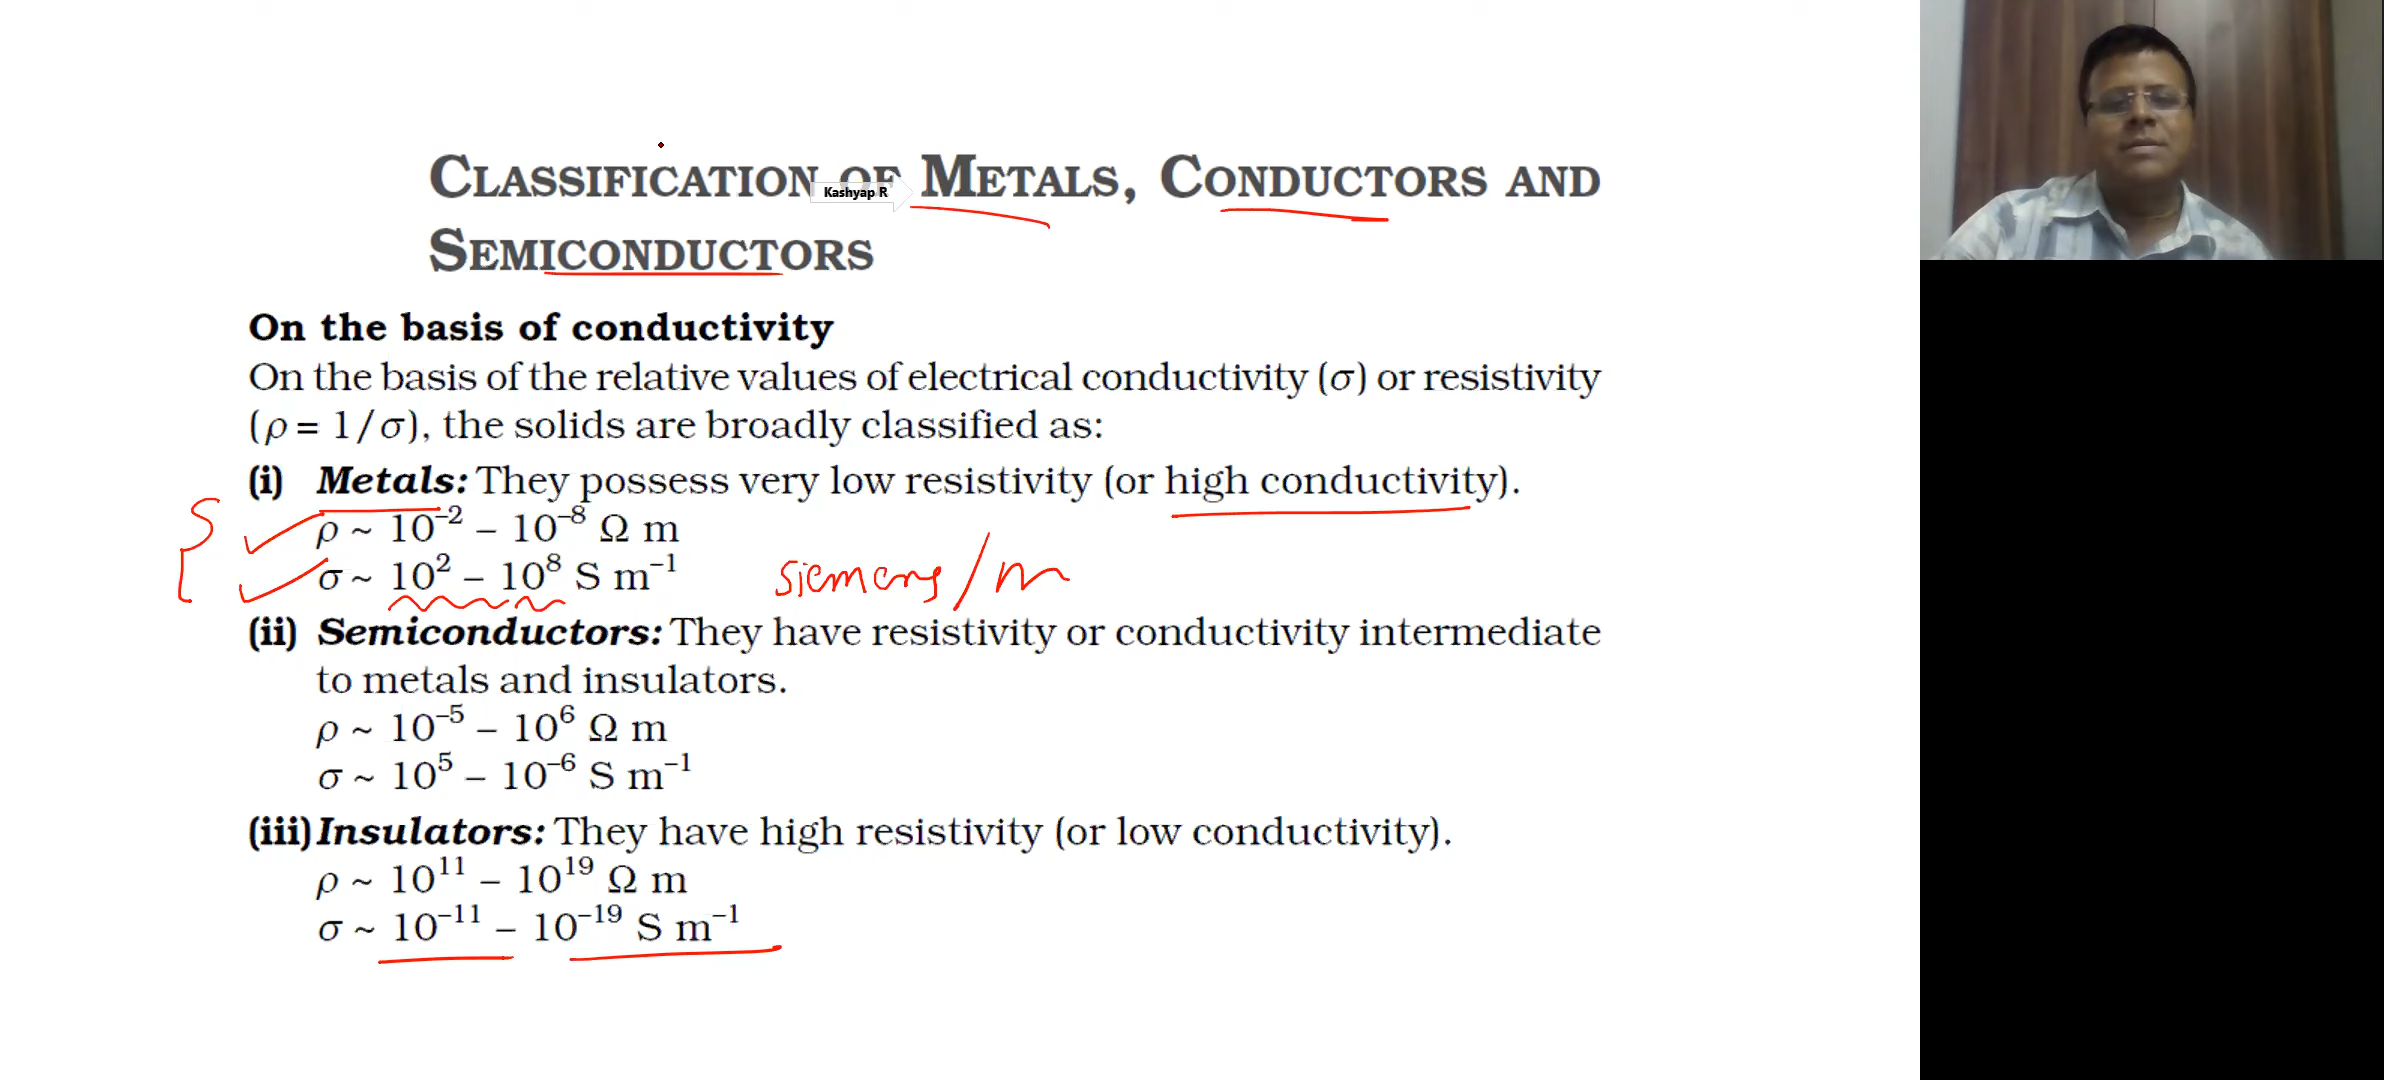 CLASSIFICATION OF METALS, CONDUCTORS AND
Kashyap R
SEMICONDUCTORS
On the basis of conductivity
On the basis of the relative values of electrical conductivity (σ) or resistivity
(ρ = 1/σ), the solids are broadly classified as:
(i) Metals: They possess very low resistivity (or high conductivity).
ρ ~ 10⁻² – 10⁻⁸ Ω m
σ ~ 10² – 10⁸ S m⁻¹
siemens/m
(ii) Semiconductors: They have resistivity or conductivity intermediate
to metals and insulators.
ρ ~ 10⁻⁵ – 10⁶ Ω m
σ ~ 10⁵ – 10⁻⁶ S m⁻¹
(iii) Insulators: They have high resistivity (or low conductivity).
ρ ~ 10¹¹ – 10¹⁹ Ω m
σ ~ 10⁻¹¹ – 10⁻¹⁹ S m⁻¹